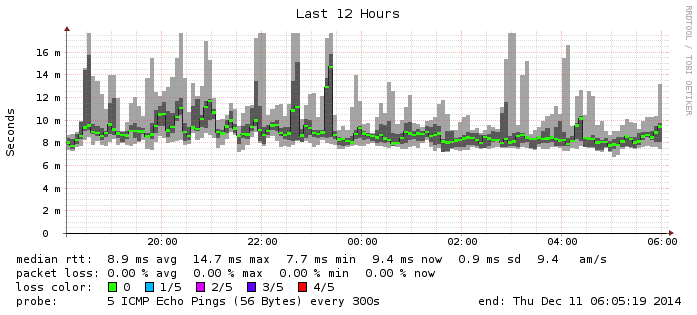 Last 12 Hours
RRDTOOL / TOBI OETIKER
Seconds
16 m
14 m
12 m
10 m
8 m
6 m
4 m
2 m
0
20:00 22:00 00:00 02:00 04:00 06:00
median rtt: 8.9 ms avg 14.7 ms max 7.7 ms min 9.4 ms now 0.9 ms sd 9.4 am/s
packet loss: 0.00 % avg 0.00 % max 0.00 % min 0.00 % now
loss color: 0 1/5 2/5 3/5 4/5
probe: 5 ICMP Echo Pings (56 Bytes) every 300s end: Thu Dec 11 06:05:19 2014